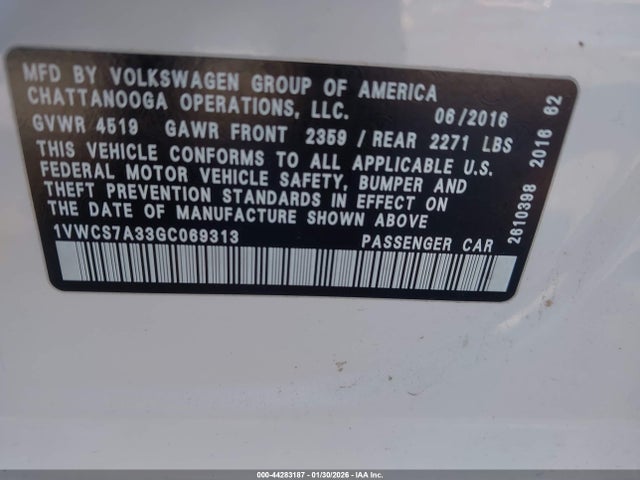 MFD BY VOLKSWAGEN GROUP OF AMERICA
CHATTANOOGA OPERATIONS, LLC. 06/2016
GVWR 4519 GAWR FRONT 2359 / REAR 2271 LBS
THIS VEHICLE CONFORMS TO ALL APPLICABLE U.S.
FEDERAL MOTOR VEHICLE SAFETY, BUMPER AND
THEFT PREVENTION STANDARDS IN EFFECT ON
THE DATE OF MANUFACTURE SHOWN ABOVE
1VWCS7A33GC069313 PASSENGER CAR
2610398 2016 62
000-44283187 - 01/30/2026 - IAA Inc.